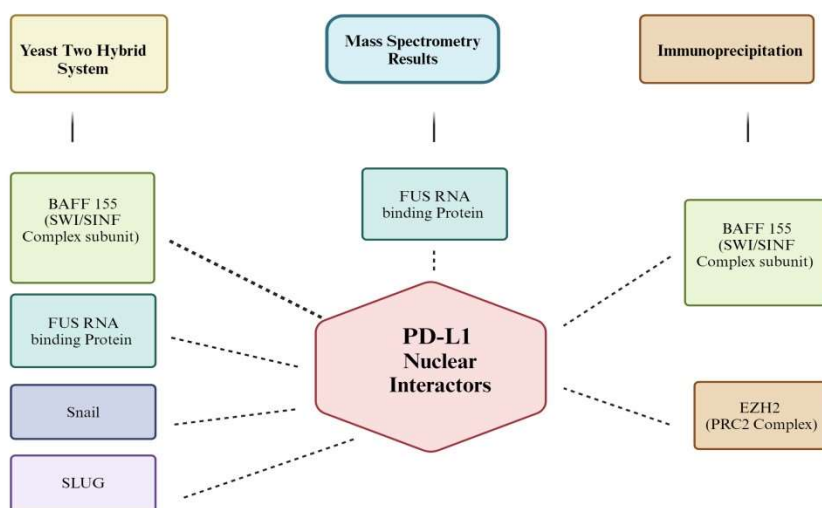 Yeast Two Hybrid
System
Mass Spectrometry
Results
Immunoprecipitation
BAFF 155
(SWI/SINF
Complex subunit)
FUS RNA
binding Protein
Snail
SLUG
FUS RNA
binding Protein
PD-L1
Nuclear
Interactors
BAFF 155
(SWI/SINF
Complex subunit)
EZH2
(PRC2 Complex)